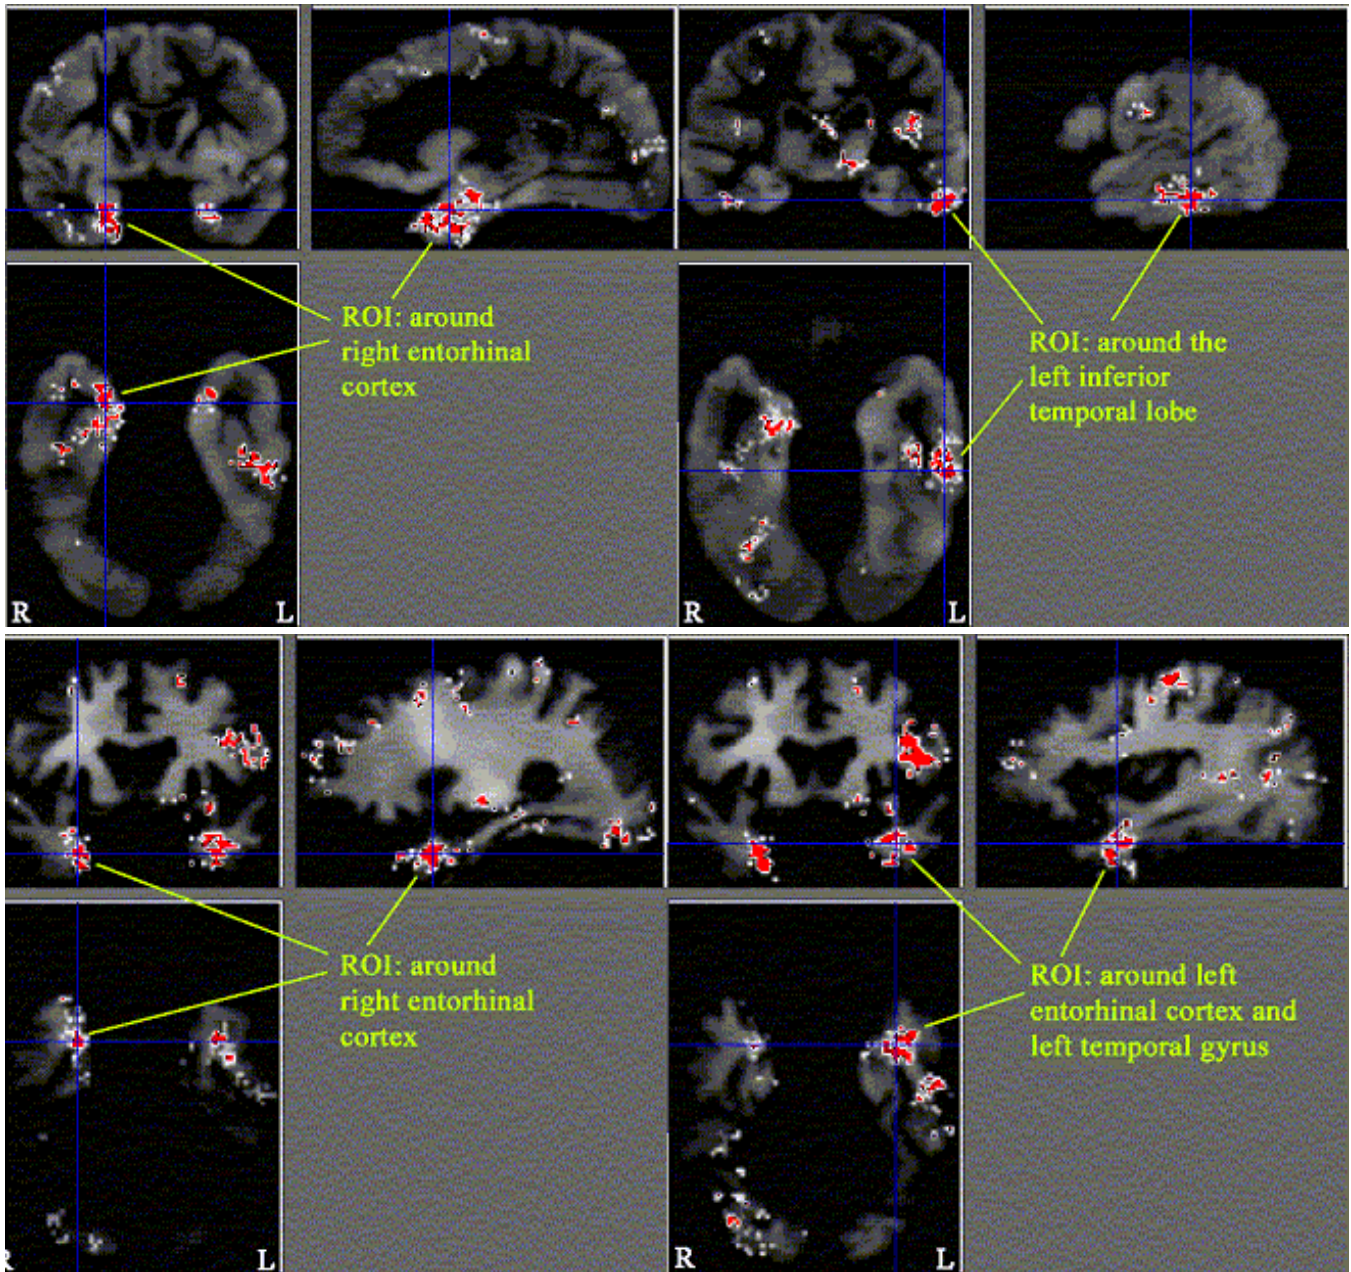 ROI: around
right entorhinal
cortex
ROI: around the
left inferior
temporal lobe
R
L
R
L
ROI: around
right entorhinal
cortex
ROI: around left
entorhinal cortex and
left temporal gyrus
R
L
R
L